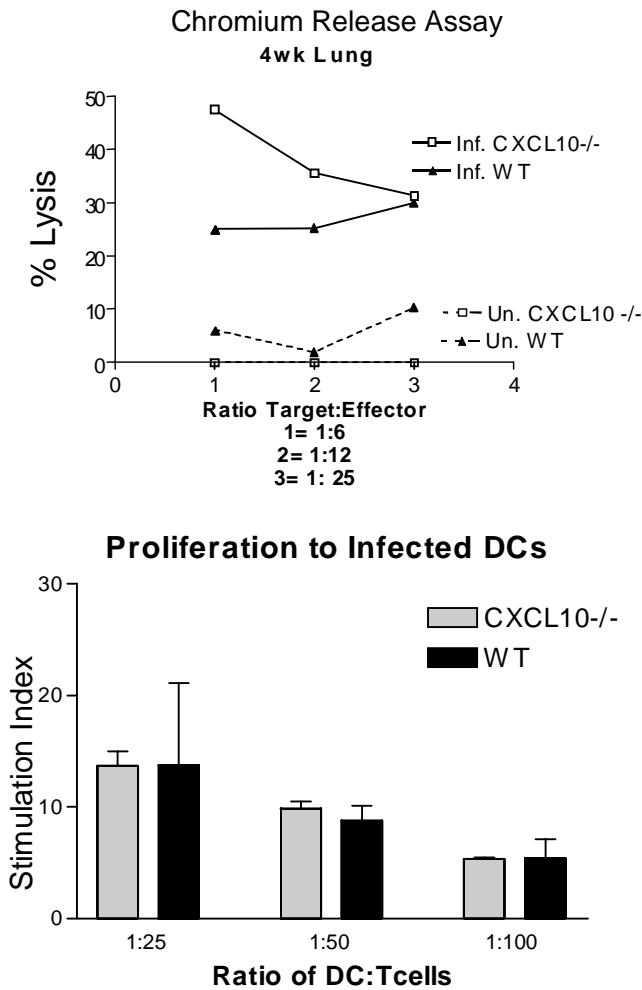 Chromium Release Assay
4wk Lung
50
40
30
20
10
0
% Lysis
Inf. CXCL10-/-
Inf. WT
Un. CXCL10 -/-
Un. WT
0 1 2 3 4
Ratio Target:Effector
1= 1:6
2= 1:12
3= 1: 25
Proliferation to Infected DCs
30
20
10
0
Stimulation Index
CXCL10-/-
WT
1:25 1:50 1:100
Ratio of DC:Tcells